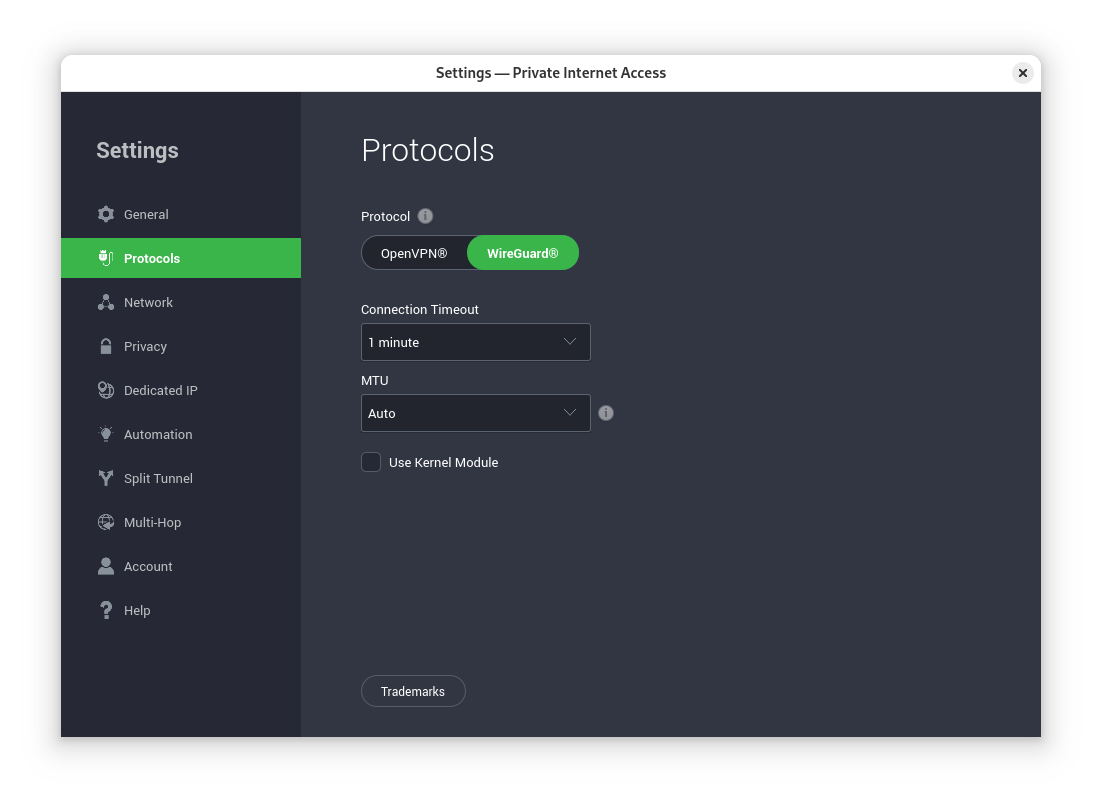 Settings — Private Internet Access
Settings
General
Protocols
Network
Privacy
Dedicated IP
Automation
Split Tunnel
Multi-Hop
Account
Help
Protocols
Protocol
OpenVPN® WireGuard®
Connection Timeout
1 minute
MTU
Auto
Use Kernel Module
Trademarks